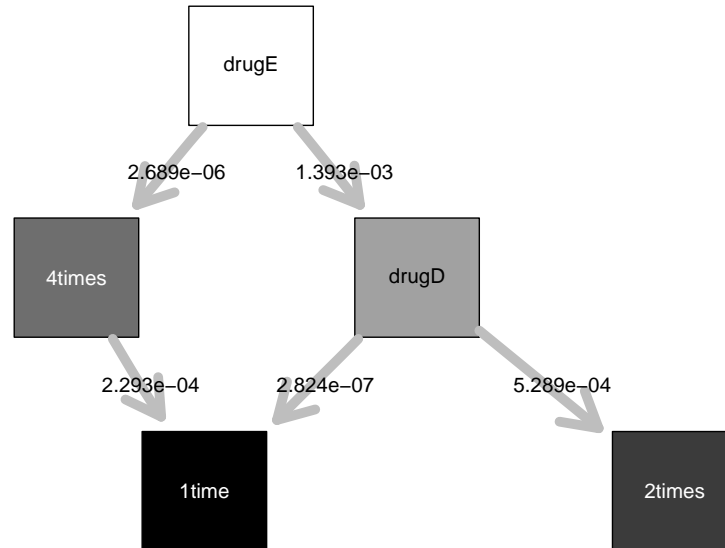 drugE
2.689e−06
1.393e−03
4times
drugD
2.293e−04
2.824e−07
5.289e−04
1time
2times